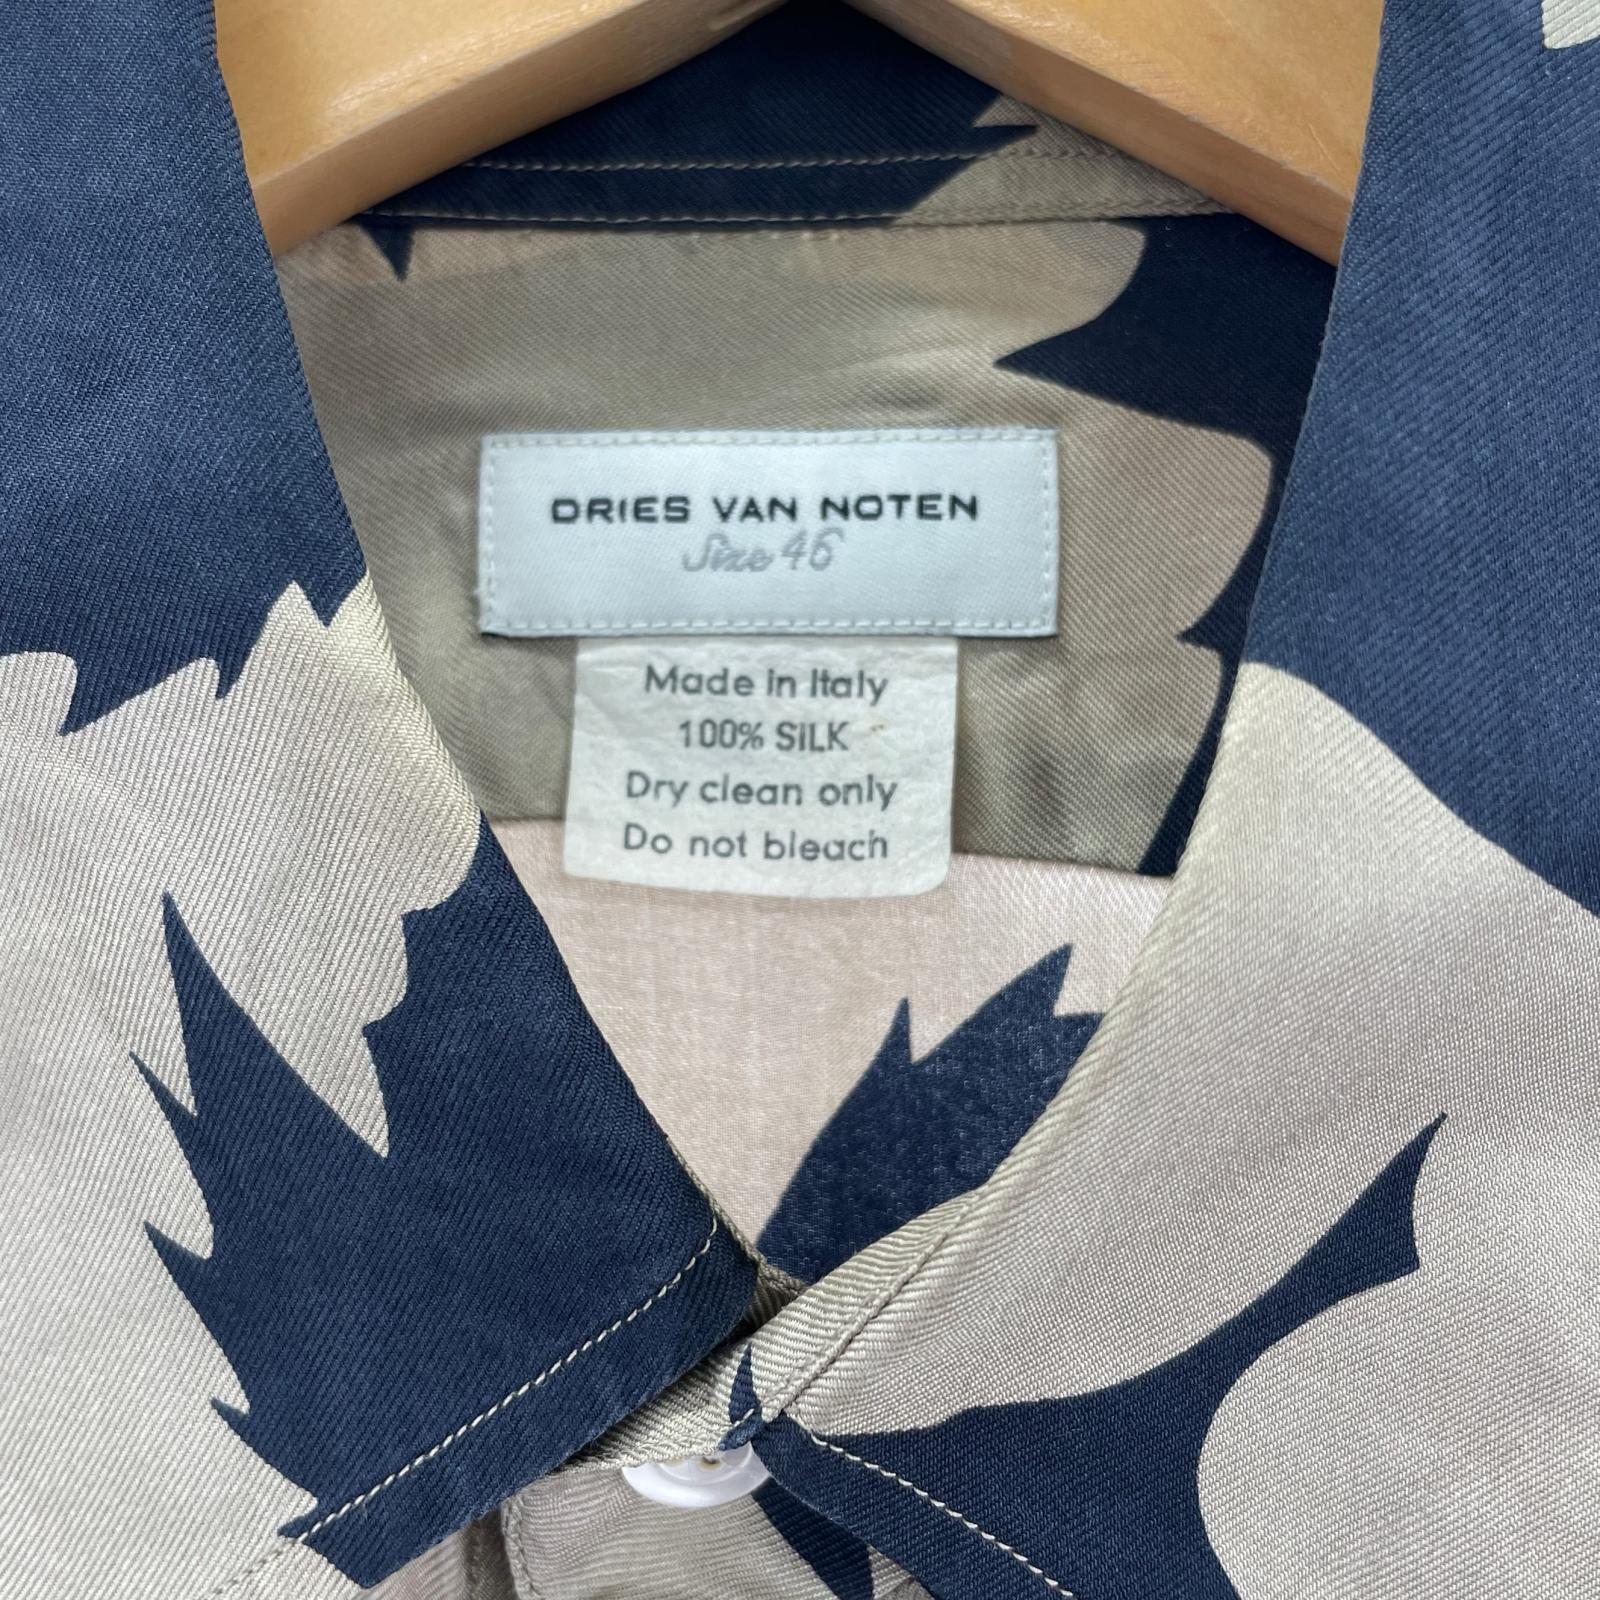 DRIES VAN NOTEN
Size 46
Made in Italy
100% SILK
Dry clean only
Do not bleach